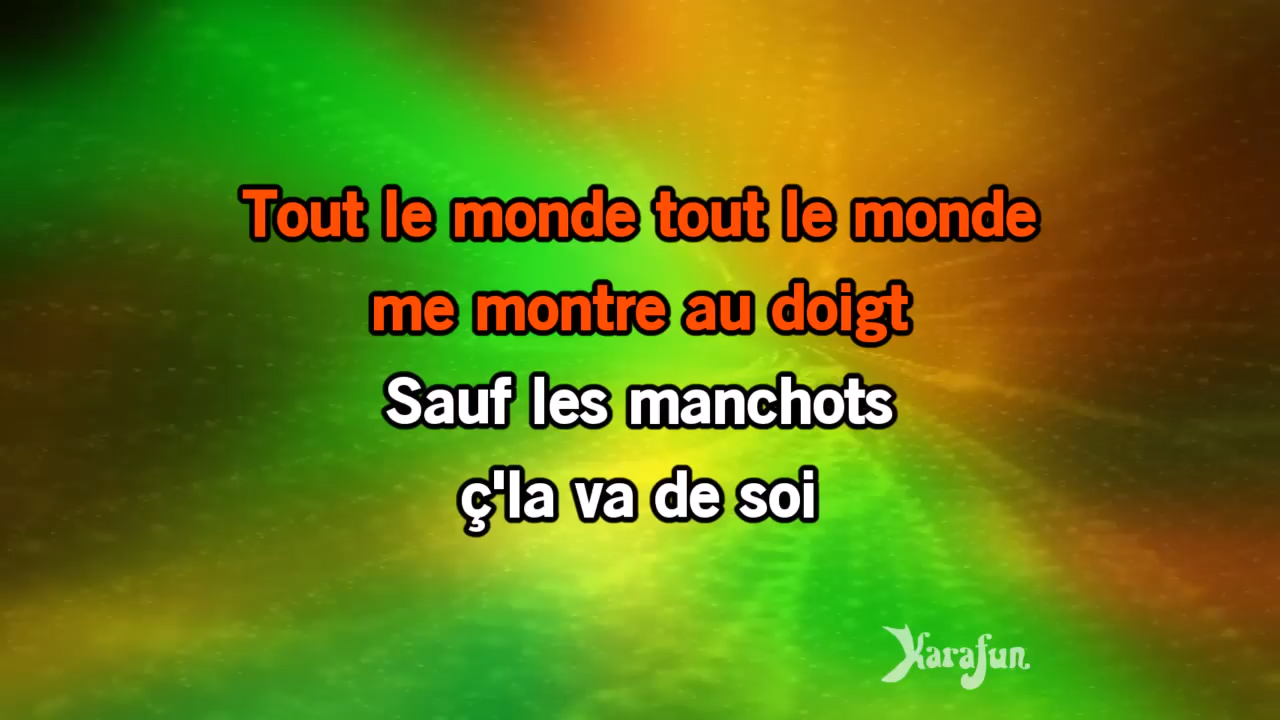 Tout le monde tout le monde
me montre au doigt
Sauf les manchots
ç'la va de soi
Karafun